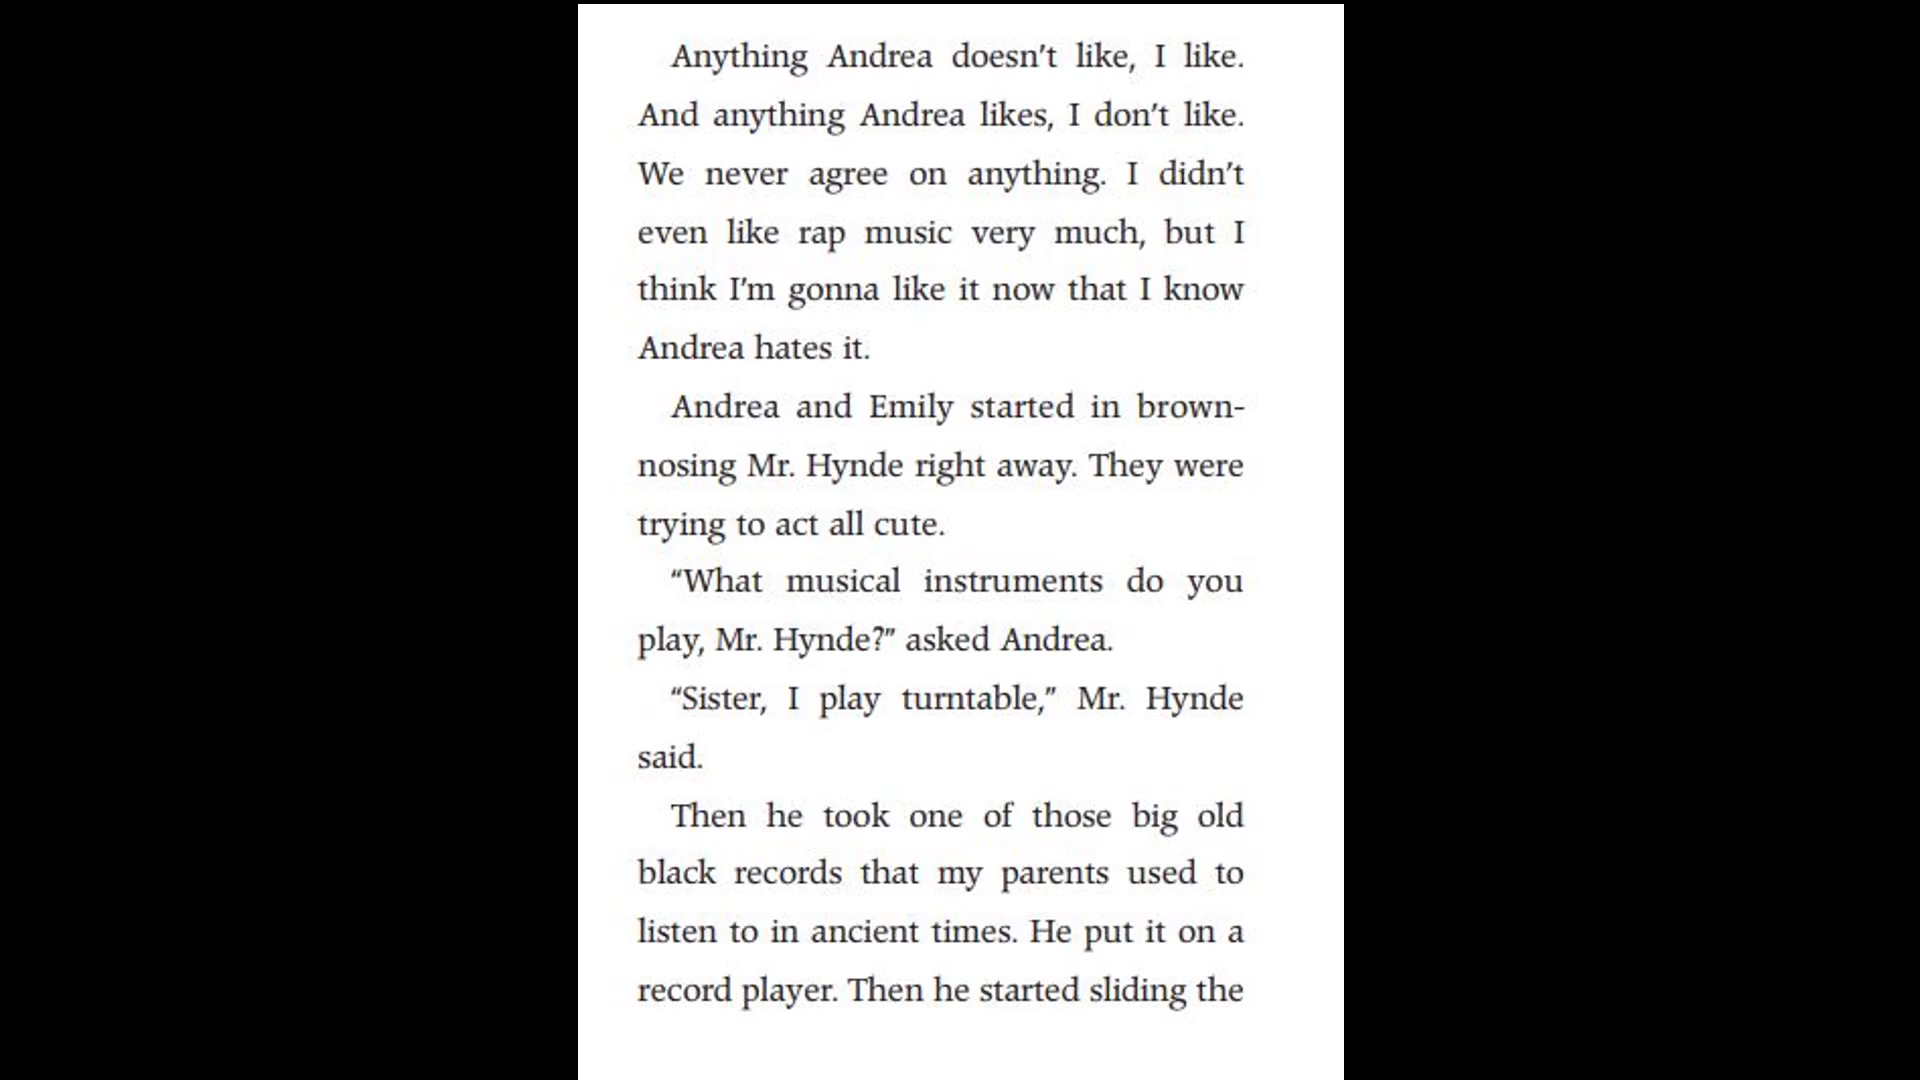 Anything Andrea doesn’t like, I like.
And anything Andrea likes, I don’t like.
We never agree on anything. I didn’t
even like rap music very much, but I
think I’m gonna like it now that I know
Andrea hates it.
Andrea and Emily started in brown-
nosing Mr. Hynde right away. They were
trying to act all cute.
“What musical instruments do you
play, Mr. Hynde?” asked Andrea.
“Sister, I play turntable,” Mr. Hynde
said.
Then he took one of those big old
black records that my parents used to
listen to in ancient times. He put it on a
record player. Then he started sliding the